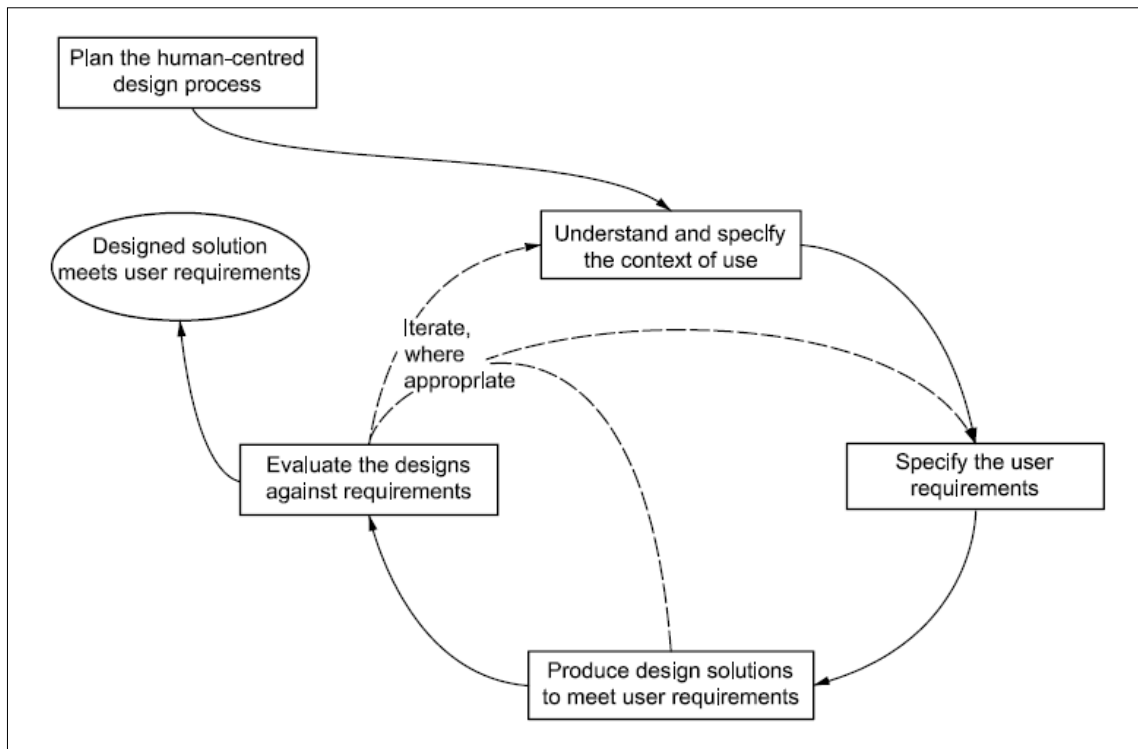 Plan the human-centred
design process
Understand and specify
the context of use
Designed solution
meets user requirements
Iterate,
where
appropriate
Evaluate the designs
against requirements
Specify the user
requirements
Produce design solutions
to meet user requirements